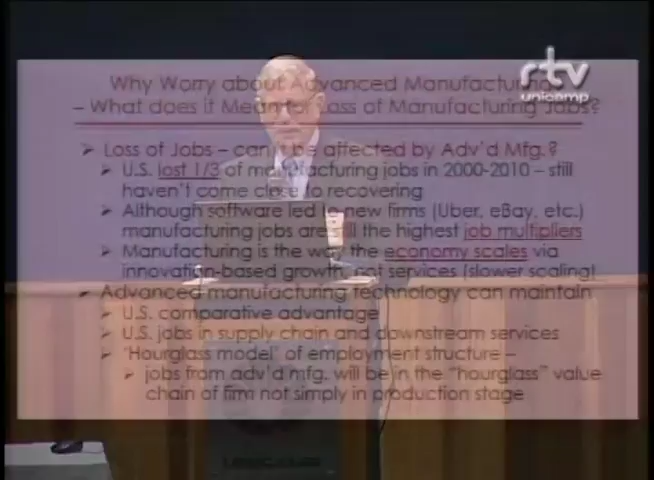 rtv
unicamp
Why Worry about Advanced Manufacturing
– What does it Mean for Loss of Manufacturing Jobs?
➢ Loss of Jobs – can't be affected by Adv'd Mfg.?
➢ U.S. lost 1/3 of manufacturing jobs in 2000-2010 – still
haven't come close to recovering
➢ Although software led to new firms (Uber, eBay, etc.)
manufacturing jobs are still the highest job multipliers
➢ Manufacturing is the way the economy scales via
innovation-based growth, not services (slower scaling)
➢ Advanced manufacturing technology can maintain
➢ U.S. comparative advantage
➢ U.S. jobs in supply chain and downstream services
➢ 'Hourglass model' of employment structure –
➢ jobs from adv'd mfg. will be in the "hourglass" value
chain of firm not simply in production stage